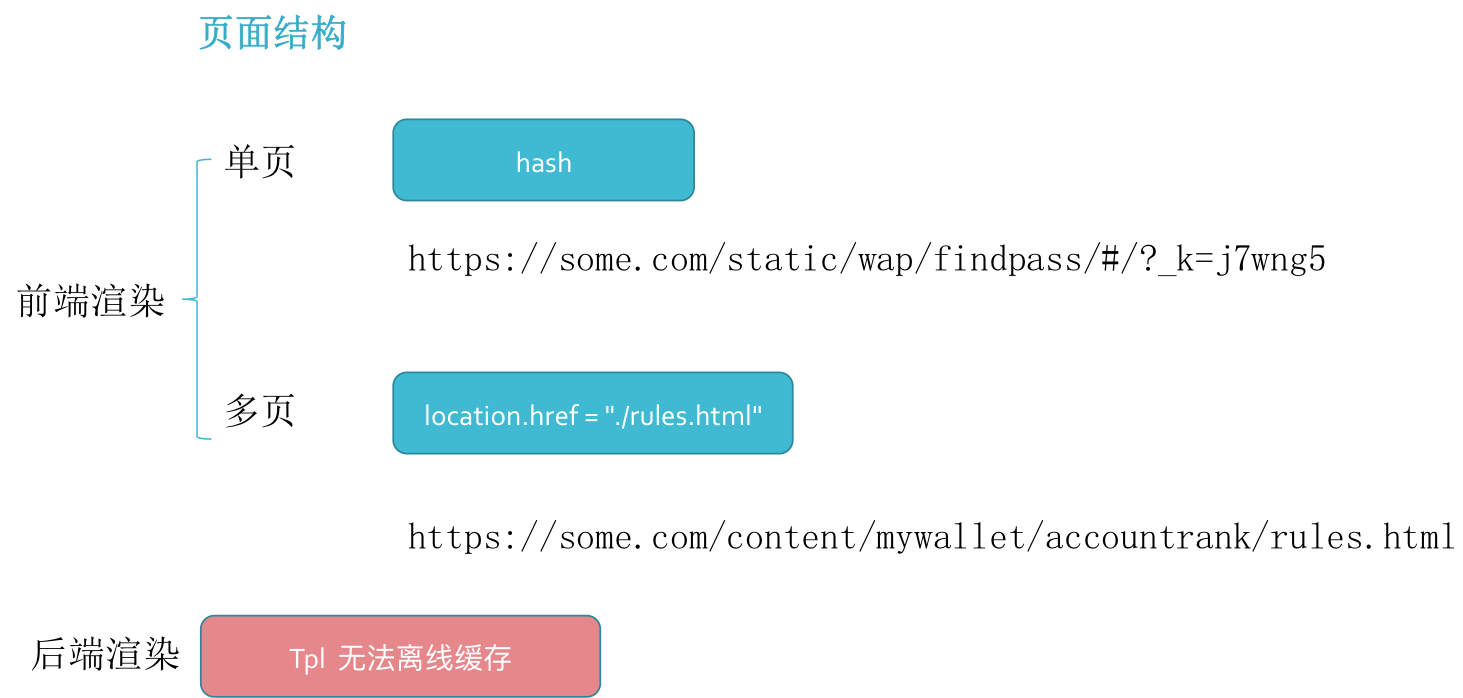 页面结构
单页
hash
https://some.com/static/wap/findpass/#/?_k=j7wng5
前端渲染
多页
location.href = "./rules.html"
https://some.com/content/mywallet/accountrank/rules.html
后端渲染
Tpl 无法离线缓存